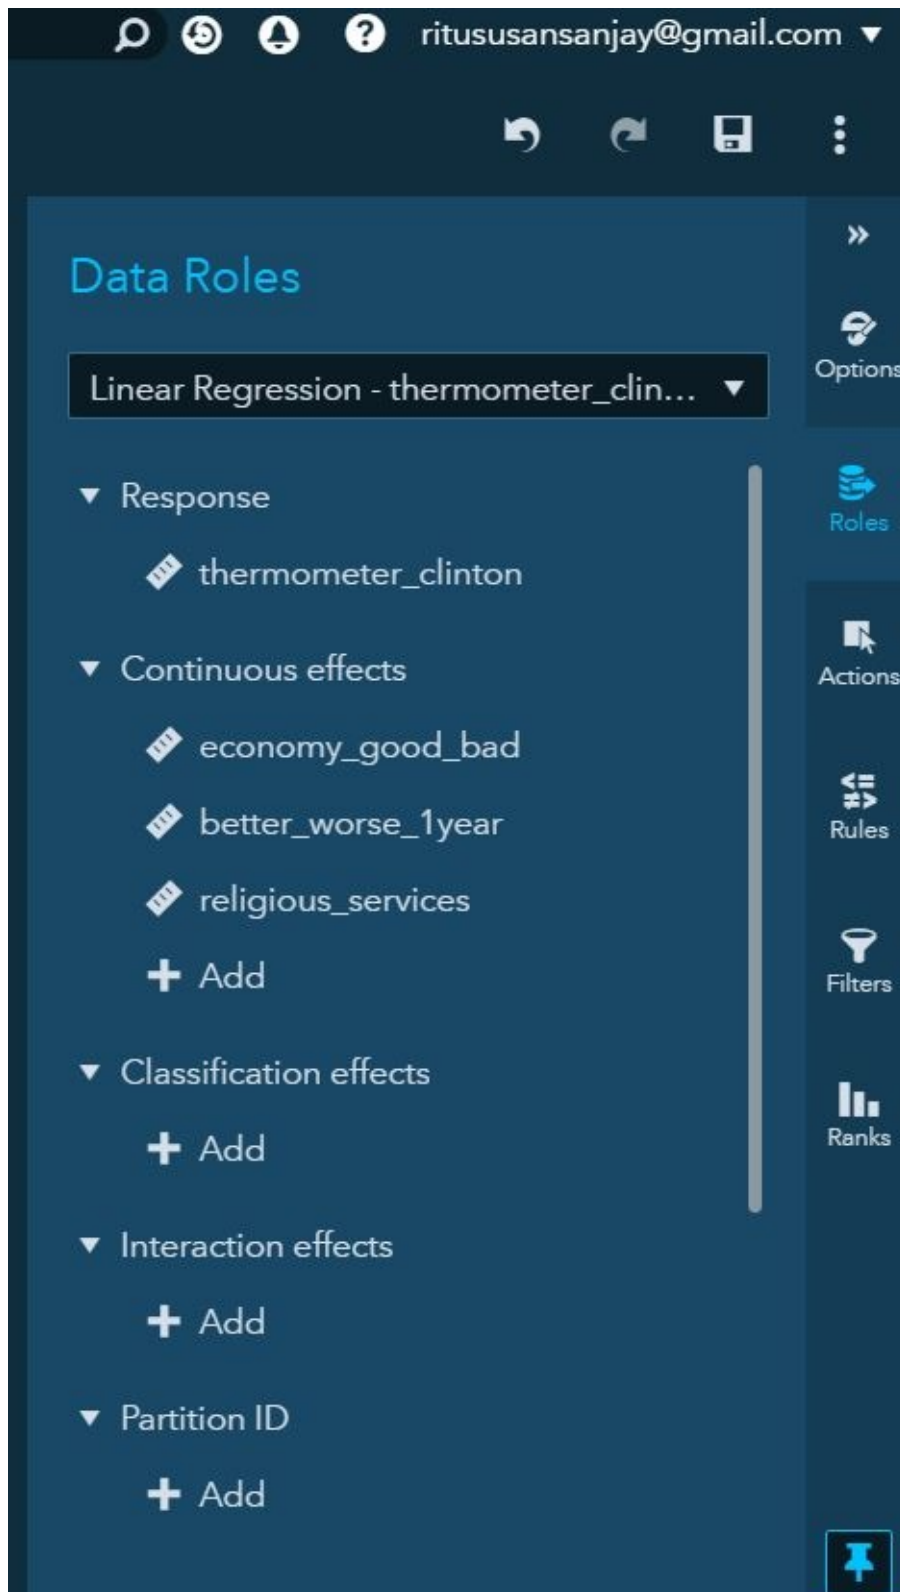 ritususansanjay@gmail.com
Data Roles
Linear Regression - thermometer_clin...
Options
Response
Roles
thermometer_clinton
Continuous effects
Actions
economy_good_bad
better_worse_1year
Rules
religious_services
Add
Filters
Classification effects
Add
Ranks
Interaction effects
Add
Partition ID
Add